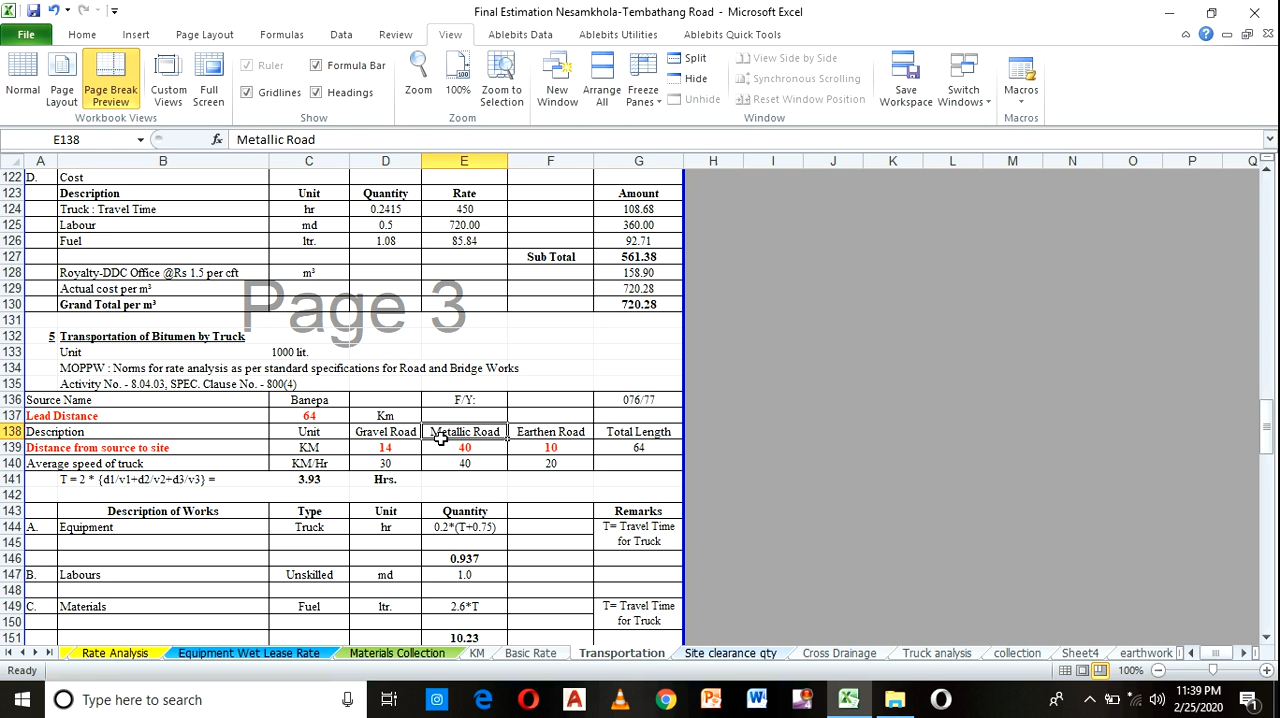 Final Estimation Nesamkhola-Tembathang Road - Microsoft Excel
File Home Insert Page Layout Formulas Data Review View Ablebits Data Ablebits Utilities Ablebits Quick Tools
Normal Page Layout Page Break Preview Custom Views Full Screen
Ruler Formula Bar
Gridlines Headings
Zoom 100% Zoom to Selection
New Window Arrange All Freeze Panes
Split
Hide
Unhide
View Side by Side
Synchronous Scrolling
Reset Window Position
Save Workspace Switch Windows Macros
Workbook Views Show Zoom Window Macros
E138 fx Metallic Road
A B C D E F G H I J K L M N O P Q
122 D. Cost
123 Description Unit Quantity Rate Amount
124 Truck : Travel Time hr 0.2415 450 108.68
125 Labour md 0.5 720.00 360.00
126 Fuel ltr. 1.08 85.84 92.71
127 Sub Total 561.38
128 Royalty-DDC Office @Rs 1.5 per cft m³ 158.90
129 Actual cost per m³ 720.28
130 Grand Total per m³ 720.28
Page 3
131
132 5 Transportation of Bitumen by Truck
133 Unit 1000 lit.
134 MOPPW : Norms for rate analysis as per standard specifications for Road and Bridge Works
135 Activity No. - 8.04.03, SPEC. Clause No. - 800(4)
136 Source Name Banepa F/Y: 076/77
137 Lead Distance 64 Km
138 Description Unit Gravel Road Metallic Road Earthen Road Total Length
139 Distance from source to site KM 14 40 10 64
140 Average speed of truck KM/Hr 30 40 20
141 T = 2 * {d1/v1+d2/v2+d3/v3} = 3.93 Hrs.
142
143 Description of Works Type Unit Quantity Remarks
144 A. Equipment Truck hr 0.2*(T+0.75) T= Travel Time
145 for Truck
146 0.937
147 B. Labours Unskilled md 1.0
148
149 C. Materials Fuel ltr. 2.6*T T= Travel Time
150 for Truck
151 10.23
Rate Analysis Equipment Wet Lease Rate Materials Collection KM Basic Rate Transportation Site clearance qty Cross Drainage Truck analysis collection Sheet4 earthwork
Ready 100%
Type here to search
11:39 PM
2/25/2020
1